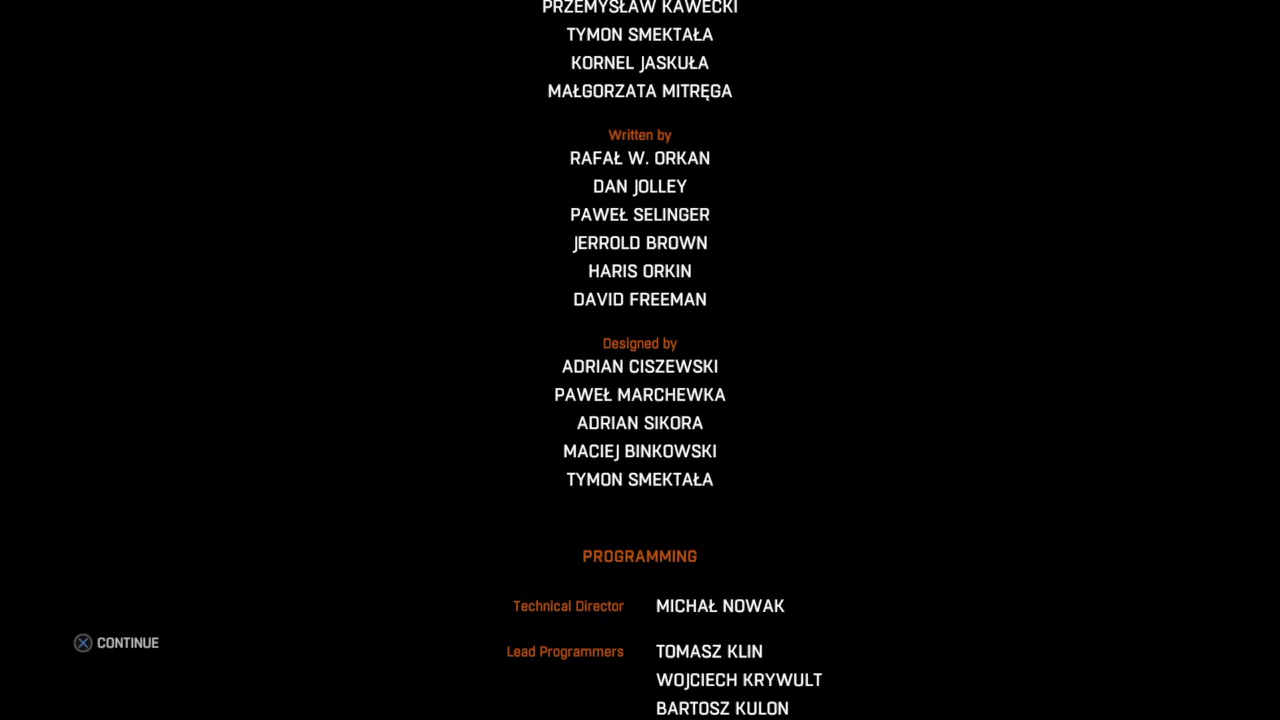 PRZEMYSŁAW KAWECKI
TYMON SMEKTAŁA
KORNEL JASKUŁA
MAŁGORZATA MITRĘGA
Written by
RAFAŁ W. ORKAN
DAN JOLLEY
PAWEŁ SELINGER
JERROLD BROWN
HARIS ORKIN
DAVID FREEMAN
Designed by
ADRIAN CISZEWSKI
PAWEŁ MARCHEWKA
ADRIAN SIKORA
MACIEJ BINKOWSKI
TYMON SMEKTAŁA
PROGRAMMING
Technical Director MICHAŁ NOWAK
CONTINUE
Lead Programmers TOMASZ KLIN
WOJCIECH KRYWULT
BARTOSZ KULON